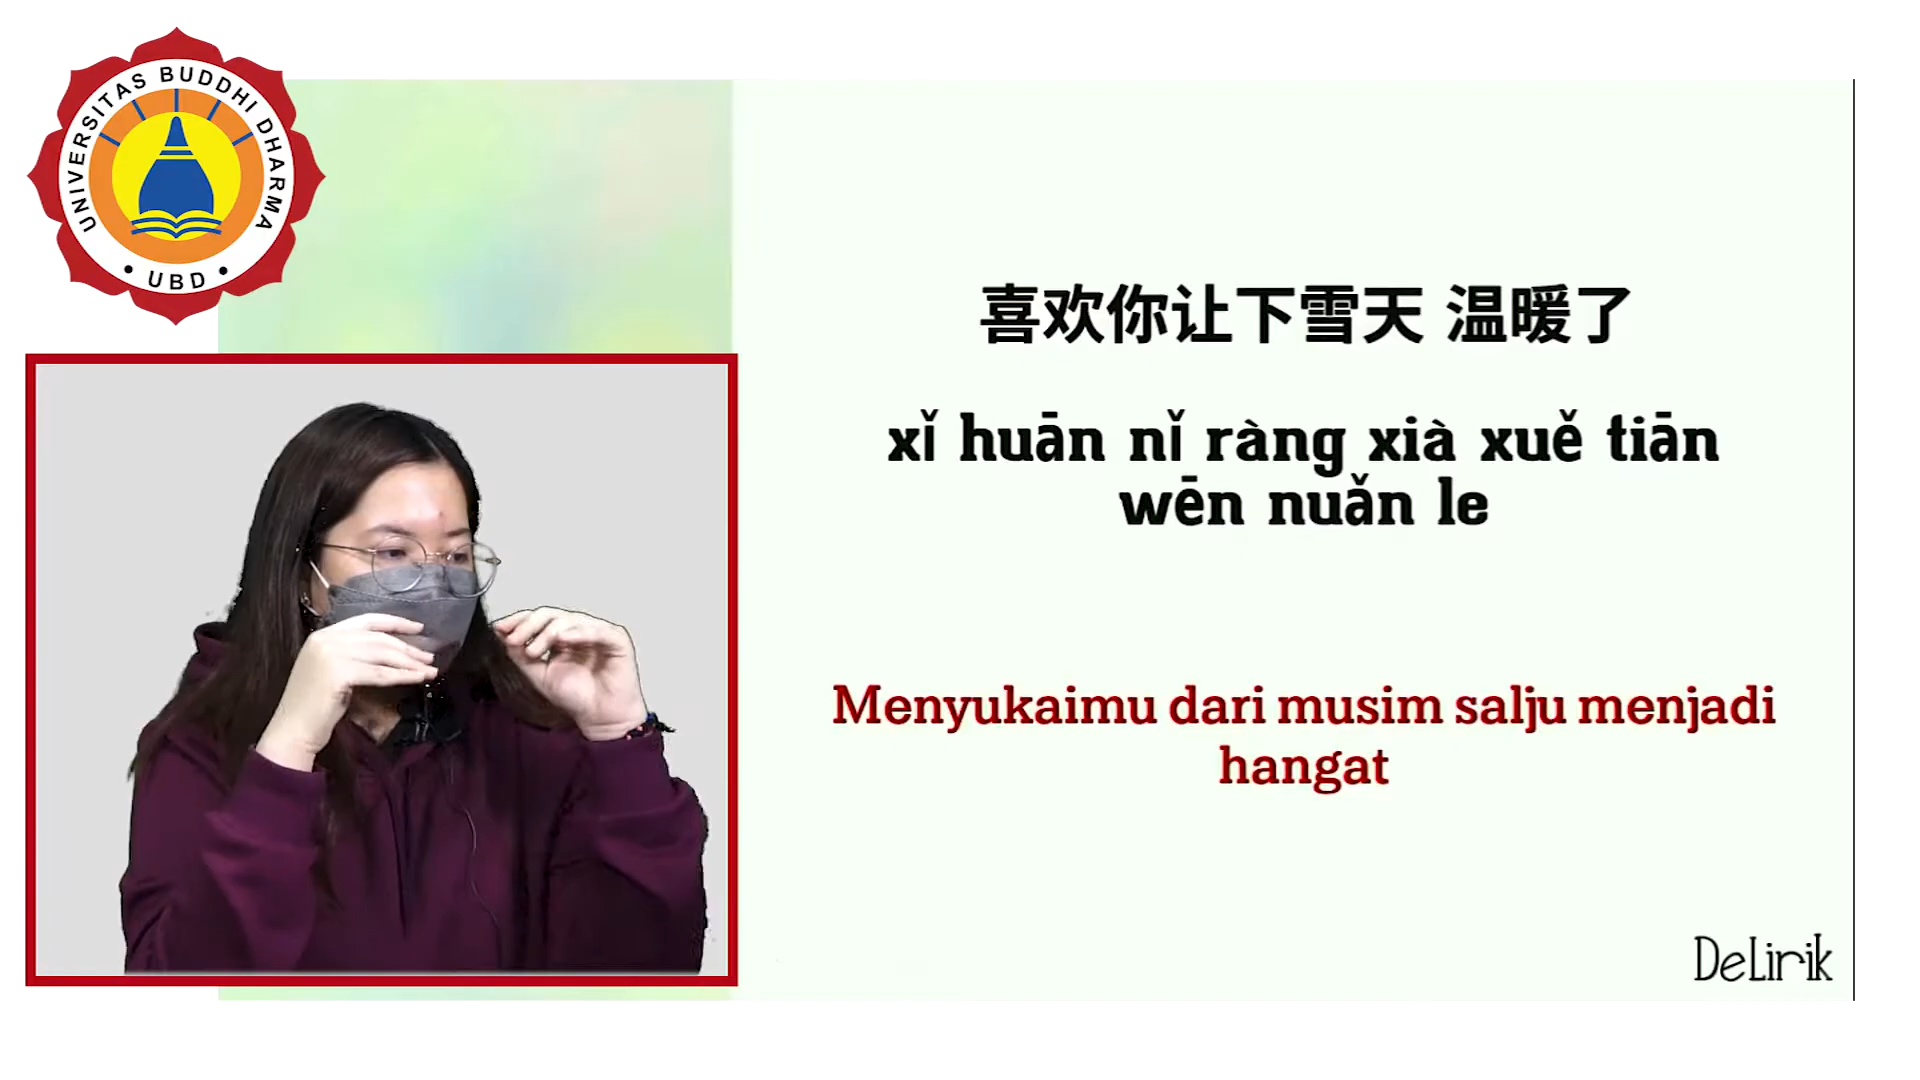 UNIVERSITAS BUDDHI DHARMA
• UBD •
喜欢你让下雪天 温暖了
xǐ huān nǐ ràng xià xuě tiān
wēn nuǎn le
Menyukaimu dari musim salju menjadi
hangat
DeLirik